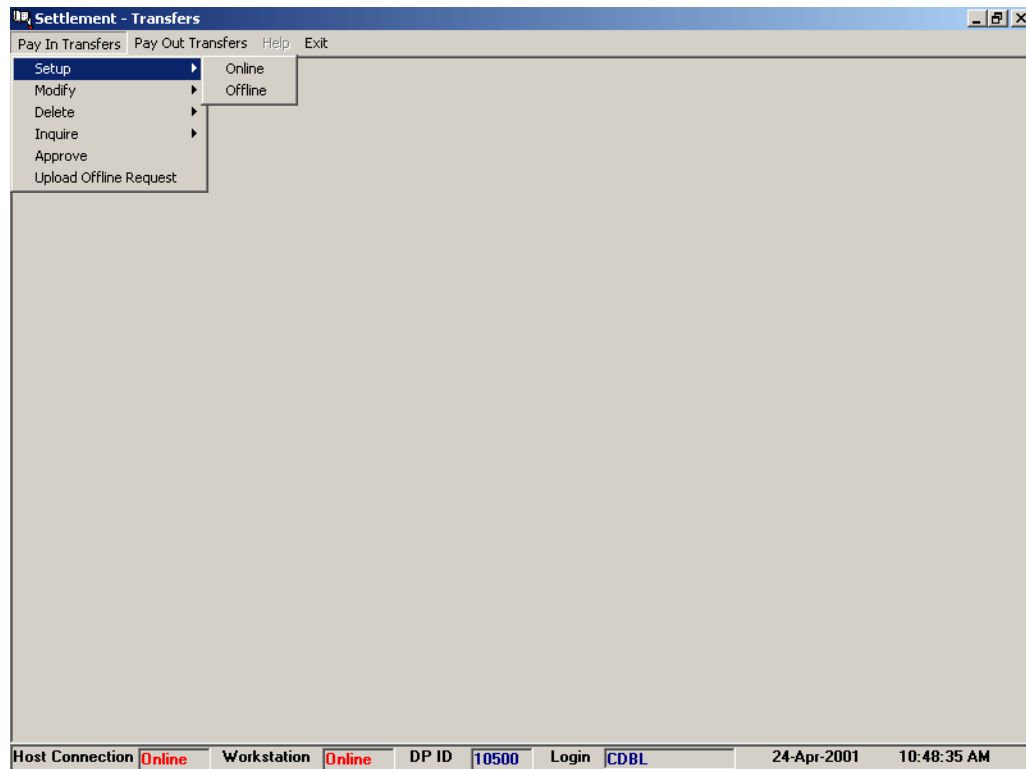 Settlement - Transfers
Pay In Transfers Pay Out Transfers Help Exit
Setup Online
Modify Offline
Delete
Inquire
Approve
Upload Offline Request
Host Connection Online Workstation Online DP ID 10500 Login CDBL 24-Apr-2001 10:48:35 AM